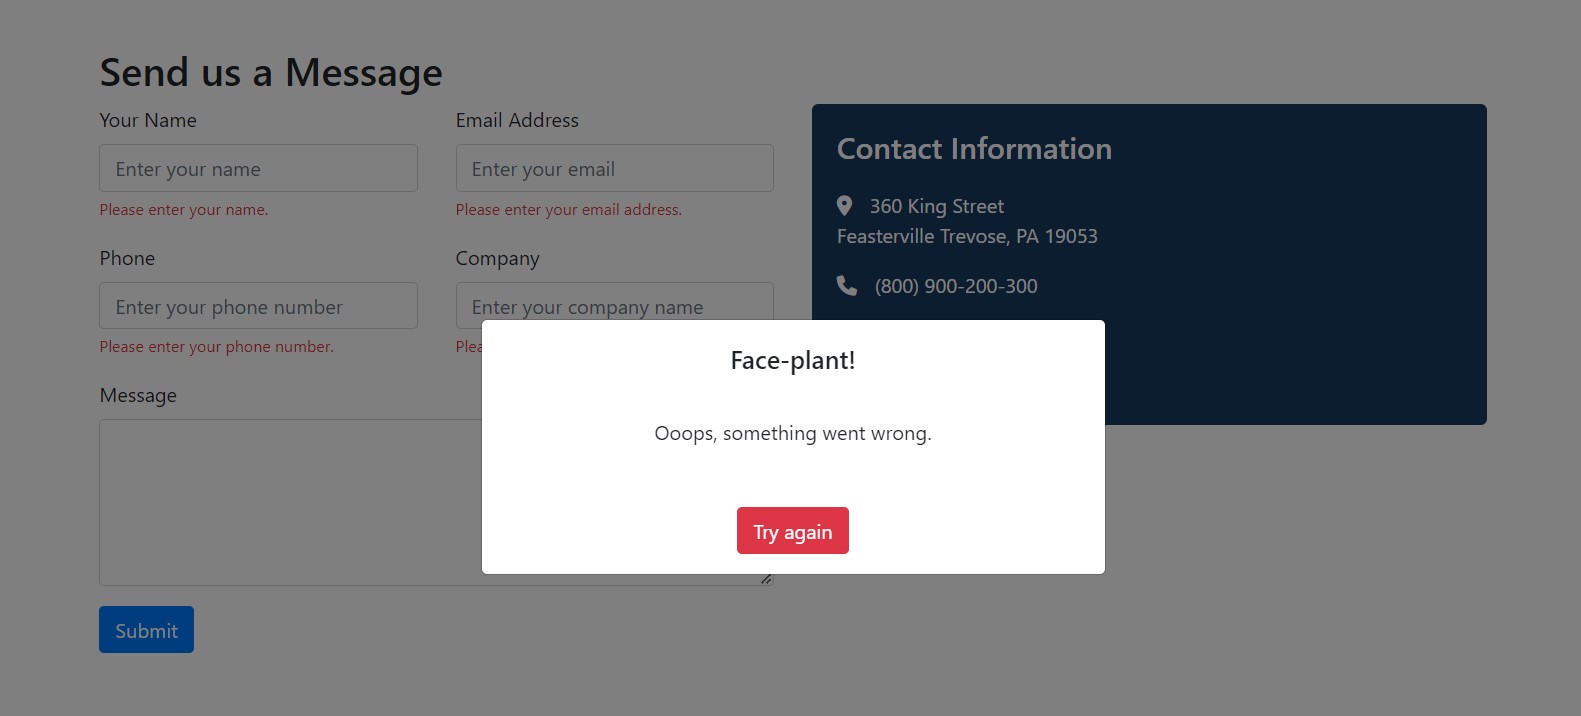 Send us a Message
Your Name
Email Address
Enter your name
Enter your email
Please enter your name.
Please enter your email address.
Phone
Company
Enter your phone number
Enter your company name
Please enter your phone number.
Message
Submit
Contact Information
360 King Street
Feasterville Trevose, PA 19053
(800) 900-200-300
Face-plant!
Ooops, something went wrong.
Try again